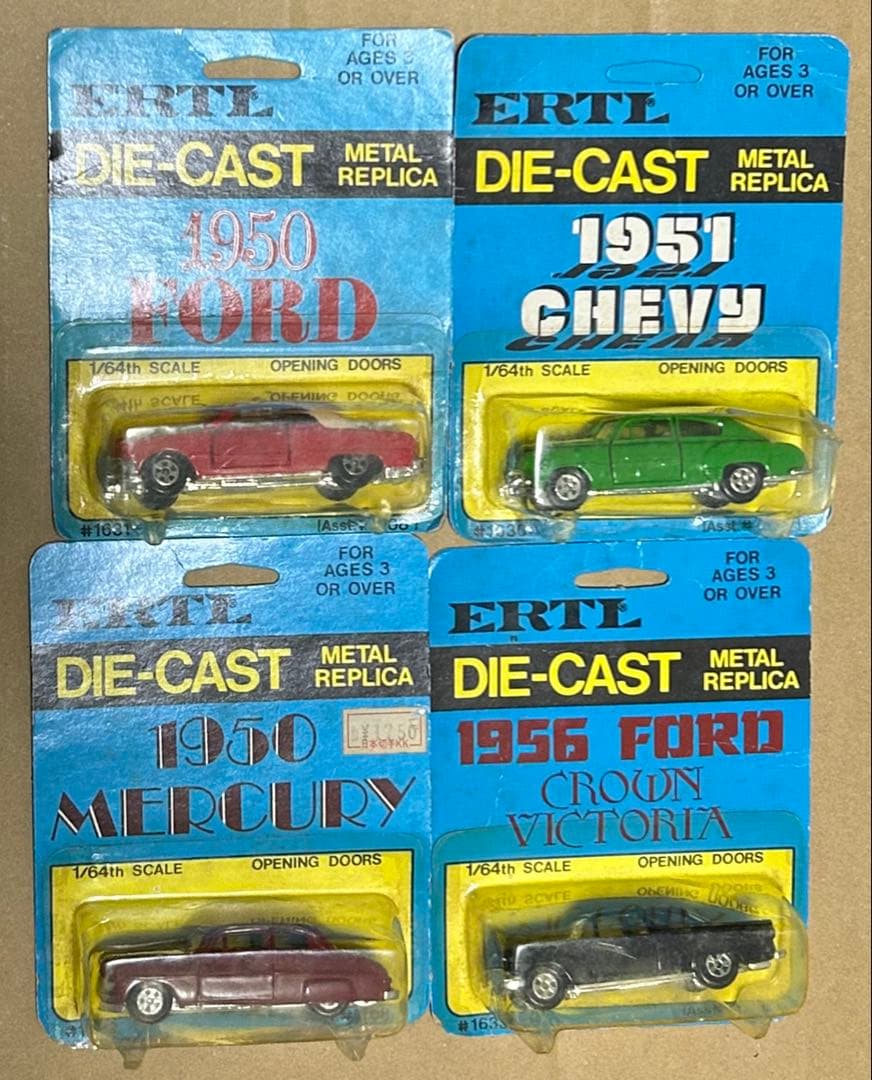 FOR
AGES 3
OR OVER
ERTL
DIE-CAST
METAL
REPLICA
1950
FORD
1/64th SCALE
OPENING DOORS
#1631
FOR
AGES 3
OR OVER
ERTL®
DIE-CAST
METAL
REPLICA
1951
CHEVY
1/64th SCALE
OPENING DOORS
(Asst.#
FOR
AGES 3
OR OVER
ERTL®
DIE-CAST
METAL
REPLICA
1950
MERCURY
1/64th SCALE
OPENING DOORS
FOR
AGES 3
OR OVER
ERTL®
DIE-CAST
METAL
REPLICA
1956 FORD
CROWN
VICTORIA
1/64th SCALE
OPENING DOORS
(Asst